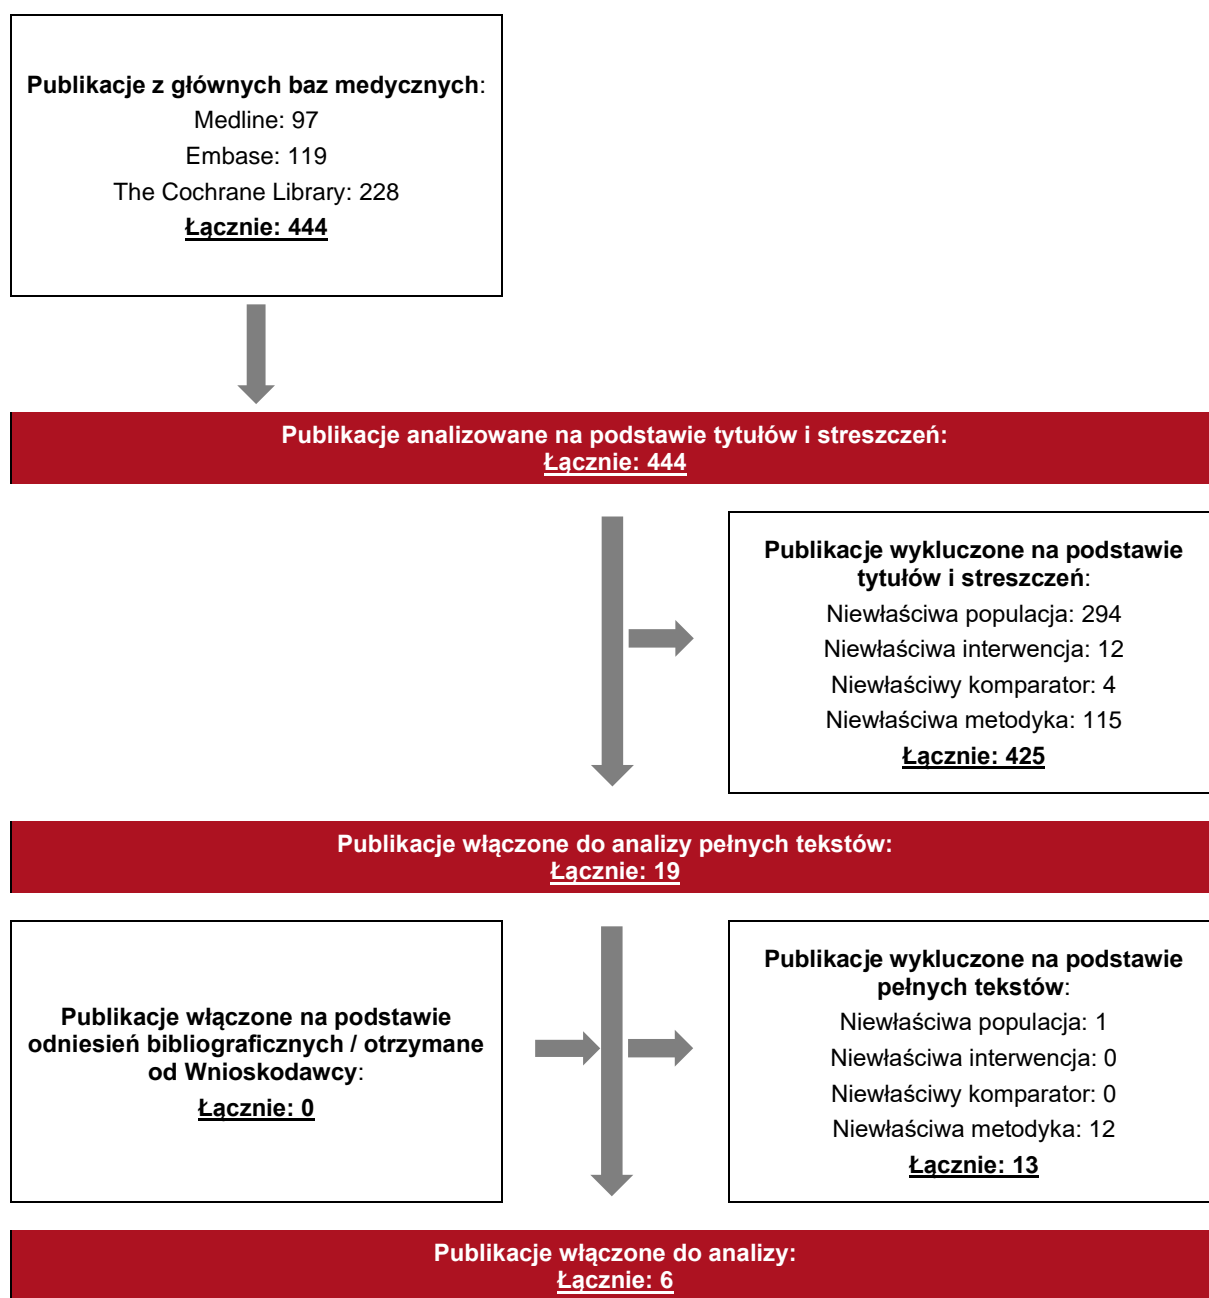 Publikacje z głównych baz medycznych:
Medline: 97
Embase: 119
The Cochrane Library: 228
Łącznie: 444
Publikacje analizowane na podstawie tytułów i streszczeń:
Łącznie: 444
Publikacje wykluczone na podstawie
tytułów i streszczeń:
Niewłaściwa populacja: 294
Niewłaściwa interwencja: 12
Niewłaściwy komparator: 4
Niewłaściwa metodyka: 115
Łącznie: 425
Publikacje włączone do analizy pełnych tekstów:
Łącznie: 19
Publikacje włączone na podstawie
odniesień bibliograficznych / otrzymane
od Wnioskodawcy:
Łącznie: 0
Publikacje wykluczone na podstawie
pełnych tekstów:
Niewłaściwa populacja: 1
Niewłaściwa interwencja: 0
Niewłaściwy komparator: 0
Niewłaściwa metodyka: 12
Łącznie: 13
Publikacje włączone do analizy:
Łącznie: 6